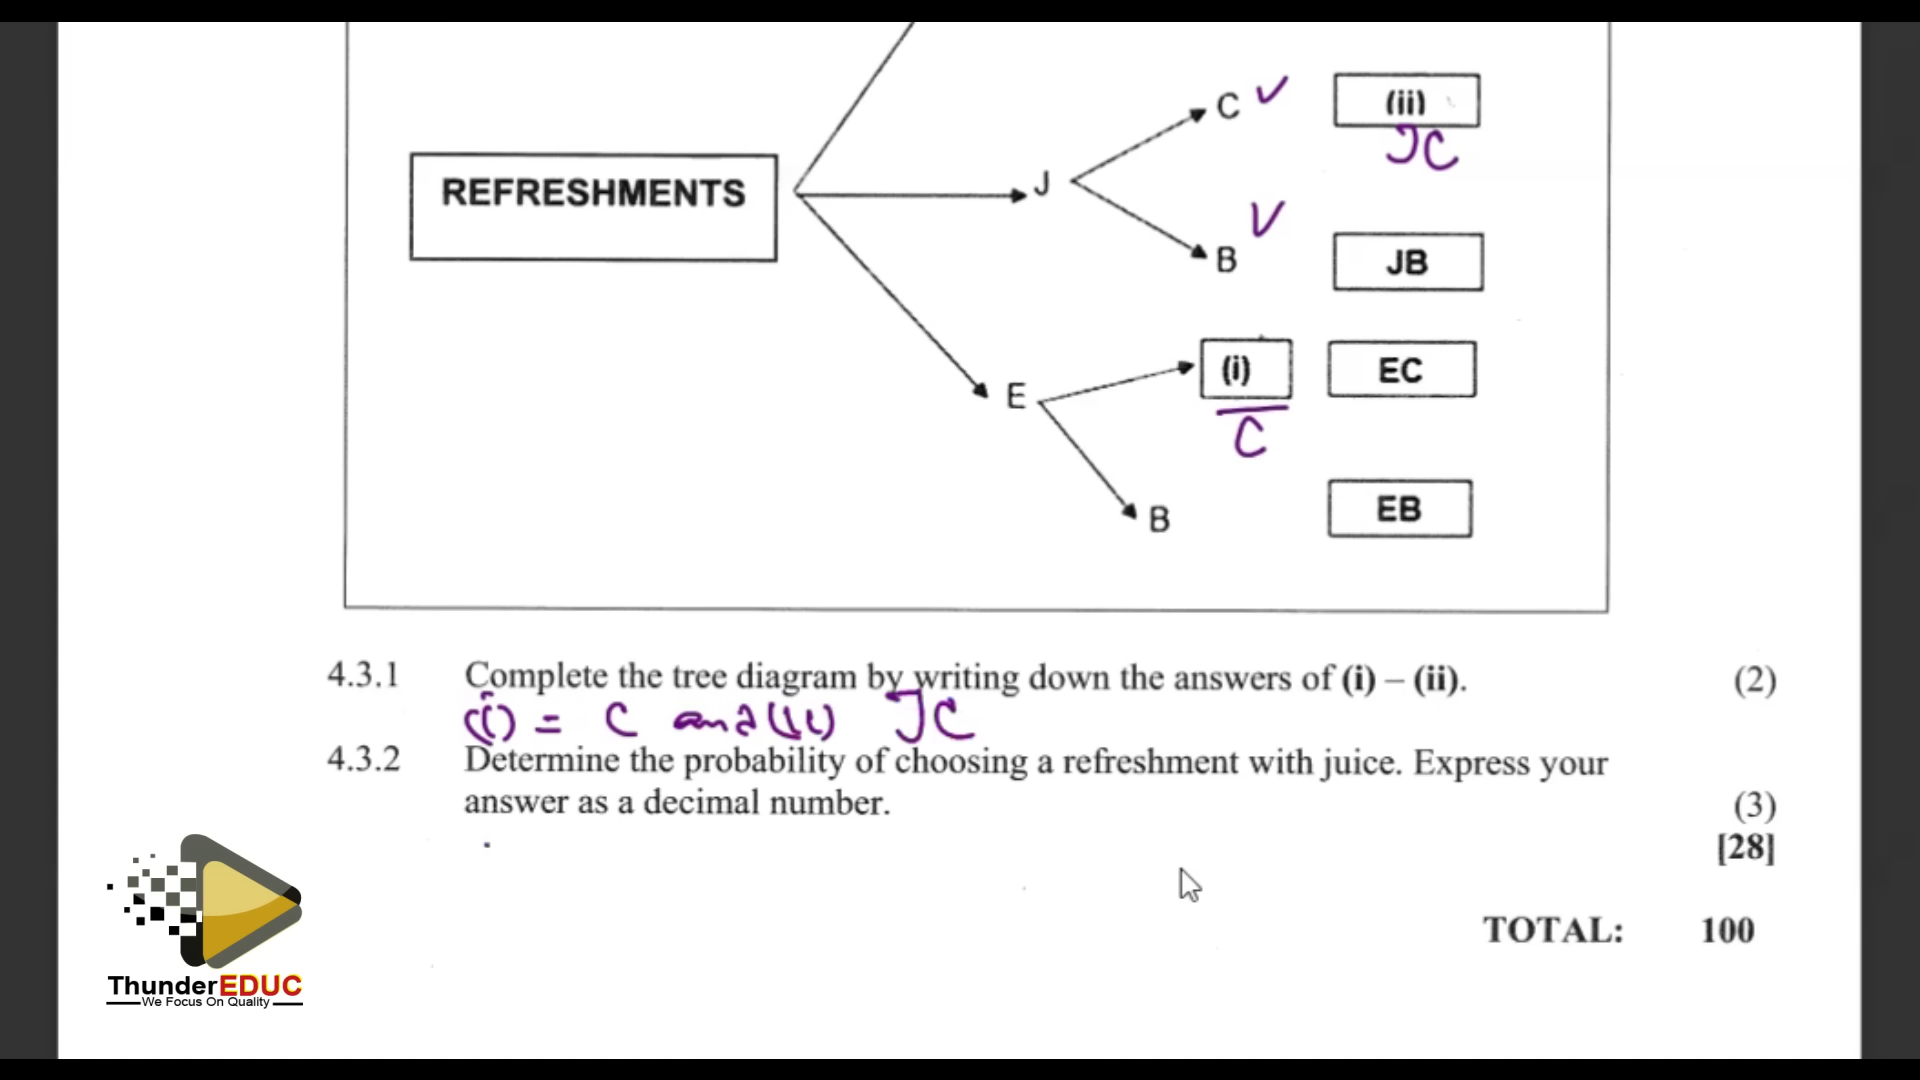 C V
(ii)
JC
REFRESHMENTS
J
V
B
JB
(i)
EC
E
C
B
EB
4.3.1 Complete the tree diagram by writing down the answers of (i) – (ii). (2)
(i) = C and (ii) JC
4.3.2 Determine the probability of choosing a refreshment with juice. Express your
answer as a decimal number. (3)
[28]
TOTAL: 100
ThunderEDUC
We Focus On Quality